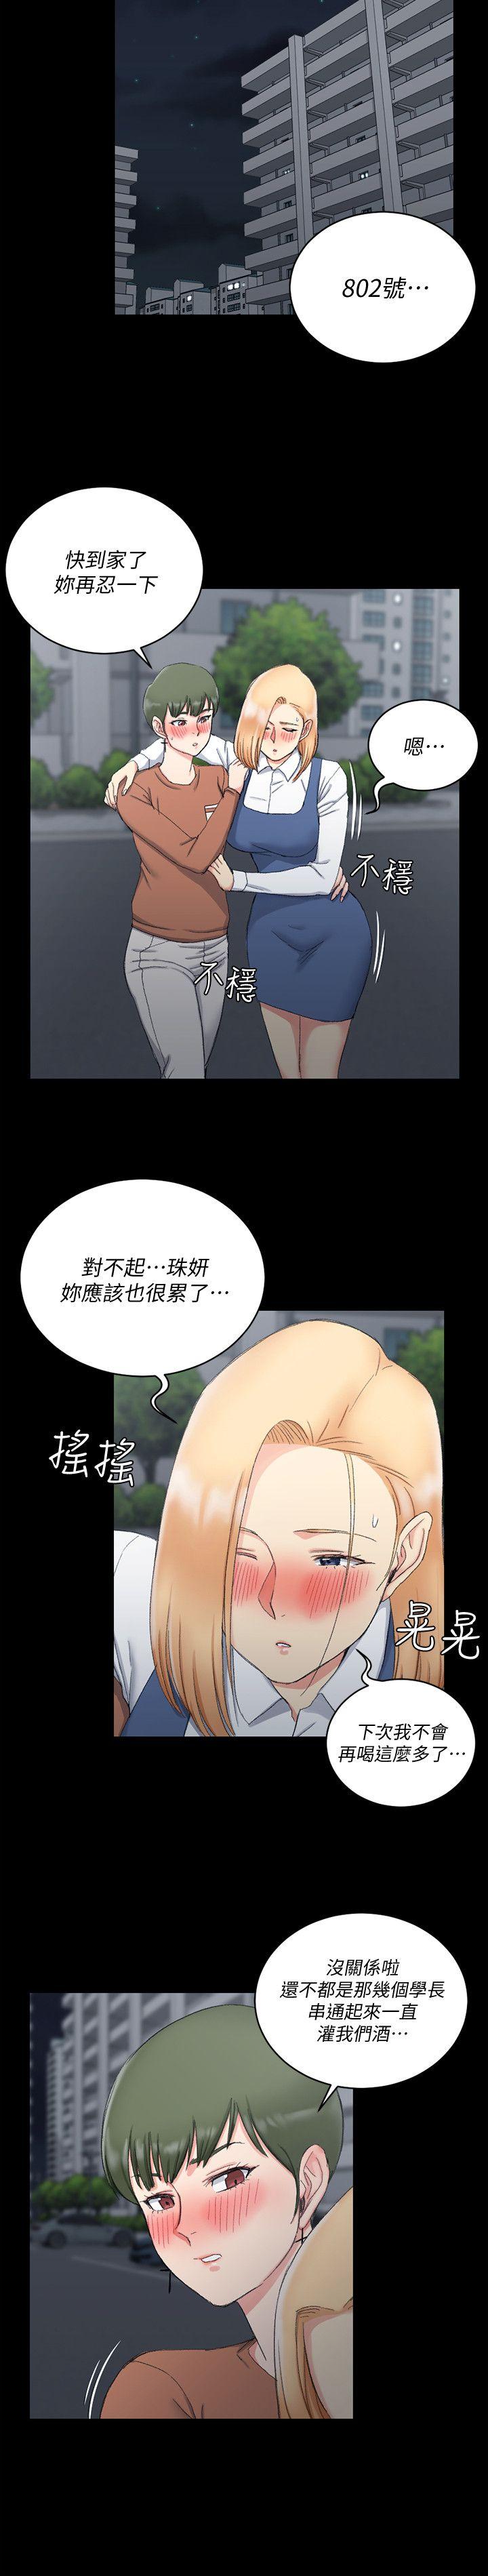 802號⋯
快到家了
妳再忍一下
嗯⋯
不穩
不穩
對不起⋯珠妍
妳應該也很累了⋯
搖搖
晃晃
下次我不會
再喝這麼多了⋯
沒關係啦
還不都是那幾個學長
串通起來一直
灌我們酒⋯